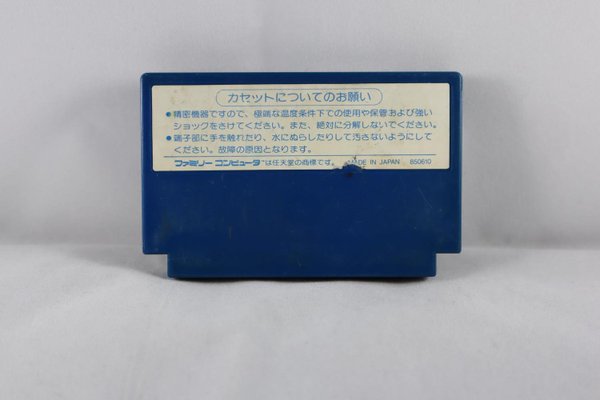 カセットについてのお願い
●精密機器ですので、極端な温度条件下での使用や保管および強い
ショックをさけてください。また、絶対に分解しないでください。
●端子部に手を触れたり、水にぬらしたりして汚さないようにして
ください。故障の原因となります。
ファミリーコンピュータ™は任天堂の商標です。 MADE IN JAPAN 850610